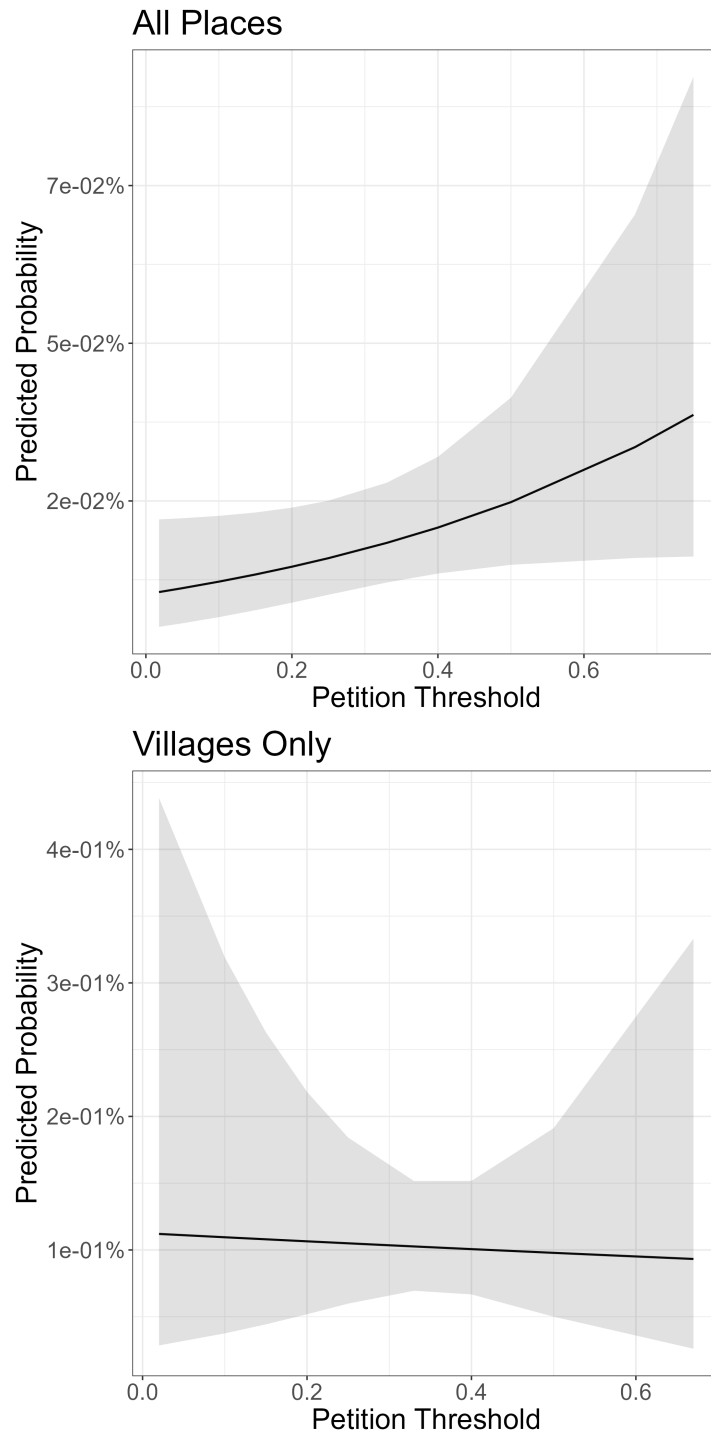 All Places
Predicted Probability
7e-02%
5e-02%
2e-02%
0.0 0.2 0.4 0.6
Petition Threshold
Villages Only
Predicted Probability
4e-01%
3e-01%
2e-01%
1e-01%
0.0 0.2 0.4 0.6
Petition Threshold